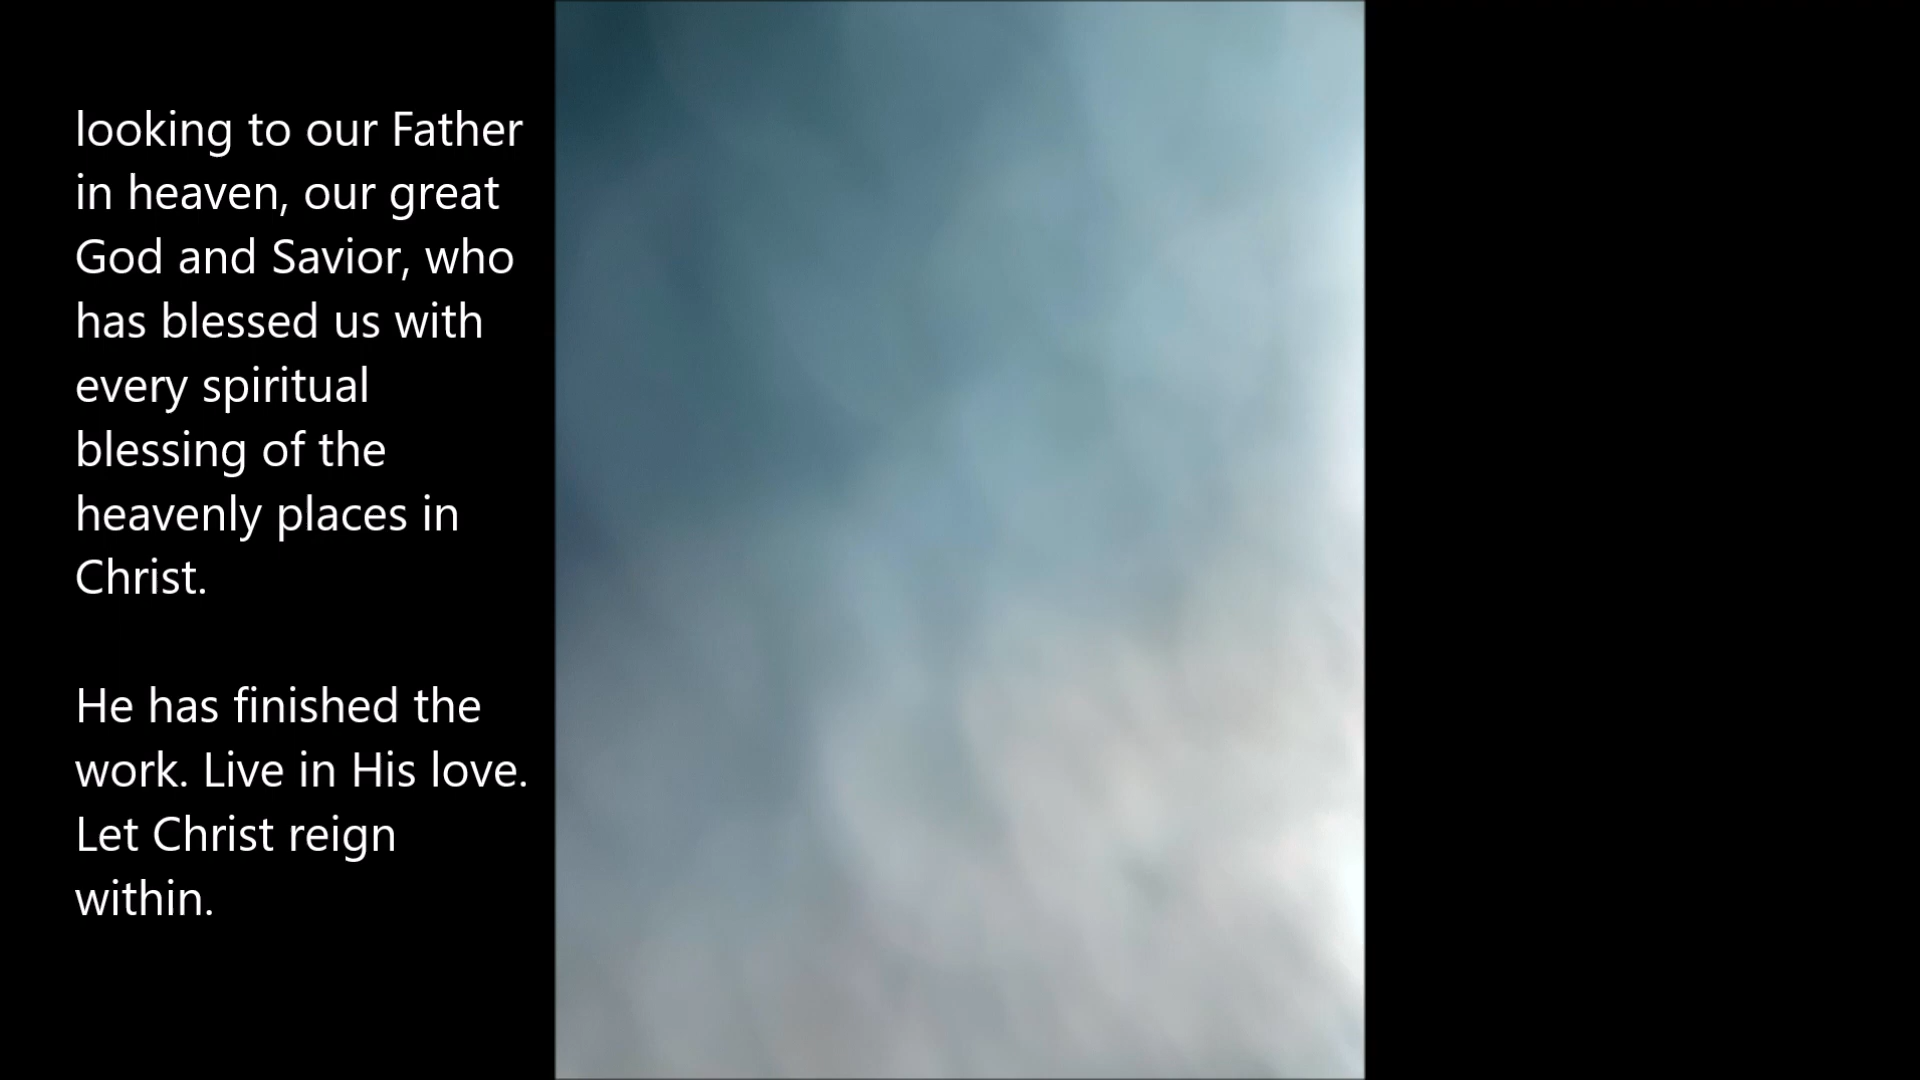 looking to our Father
in heaven, our great
God and Savior, who
has blessed us with
every spiritual
blessing of the
heavenly places in
Christ.
He has finished the
work. Live in His love.
Let Christ reign
within.